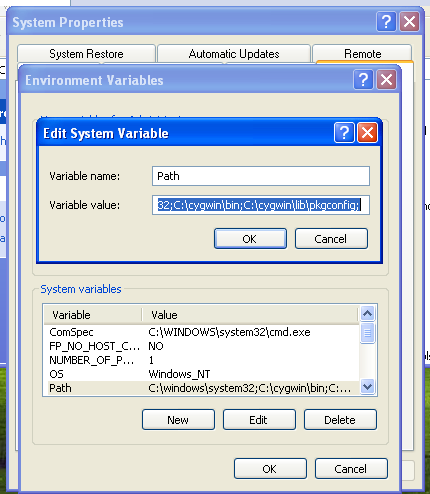 System Properties
System Restore
Automatic Updates
Remote
Environment Variables
Edit System Variable
Variable name:
Path
Variable value:
32;C:\cygwin\bin;C:\cygwin\lib\pkgconfig;
OK
Cancel
System variables
Variable
Value
ComSpec
C:\WINDOWS\system32\cmd.exe
FP_NO_HOST_C...
NO
NUMBER_OF_P...
1
OS
Windows_NT
Path
C:\windows\system32;C:\cygwin\bin;C:...
New
Edit
Delete
OK
Cancel